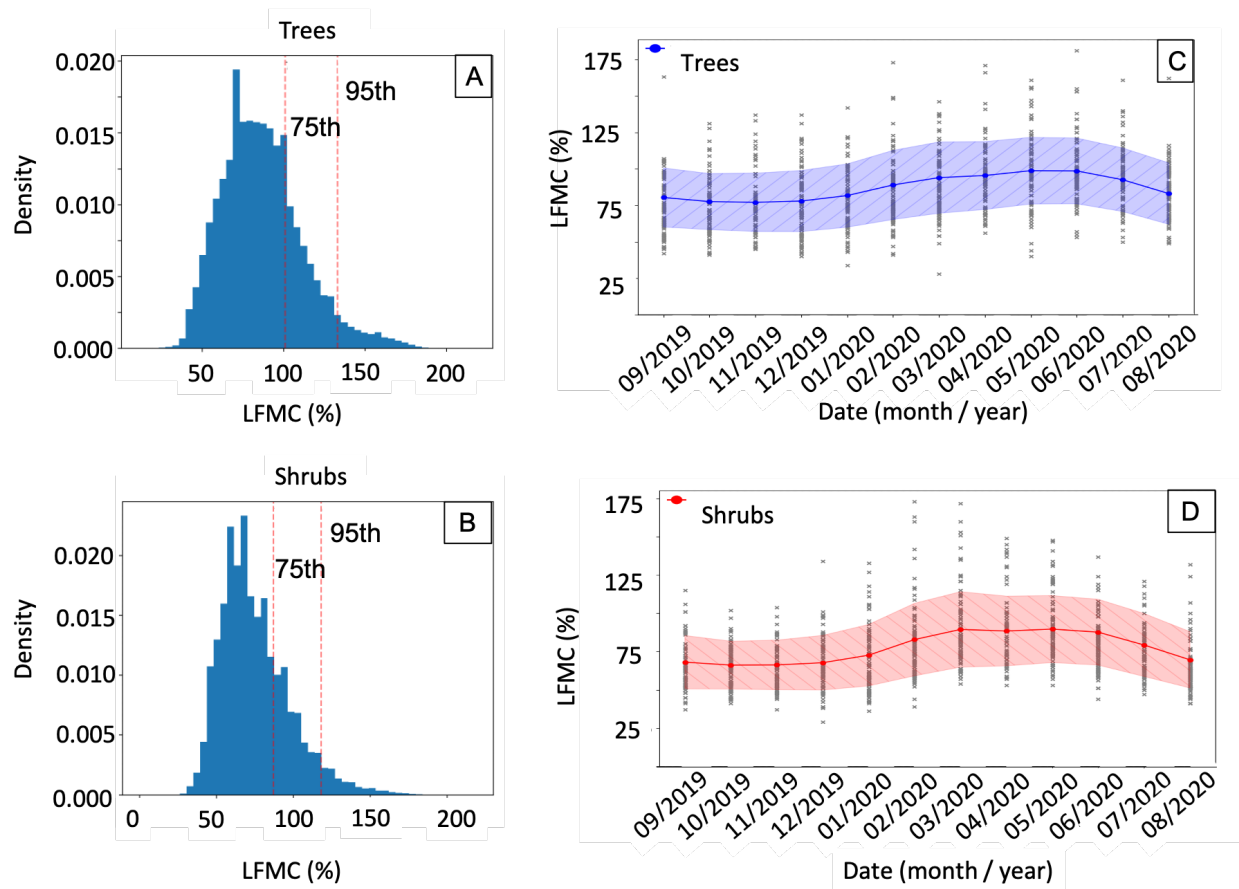 Trees
A
0.020
0.015
0.010
0.005
0.000
95th
75th
Density
50 100 150 200
LFMC (%)
C
Trees
175
125
75
25
LFMC (%)
09/2019 10/2019 11/2019 12/2019 01/2020 02/2020 03/2020 04/2020 05/2020 06/2020 07/2020 08/2020
Date (month / year)
Shrubs
B
0.020
0.015
0.010
0.005
0.000
95th
75th
Density
0 50 100 150 200
LFMC (%)
D
Shrubs
175
125
75
25
LFMC (%)
09/2019 10/2019 11/2019 12/2019 01/2020 02/2020 03/2020 04/2020 05/2020 06/2020 07/2020 08/2020
Date (month / year)